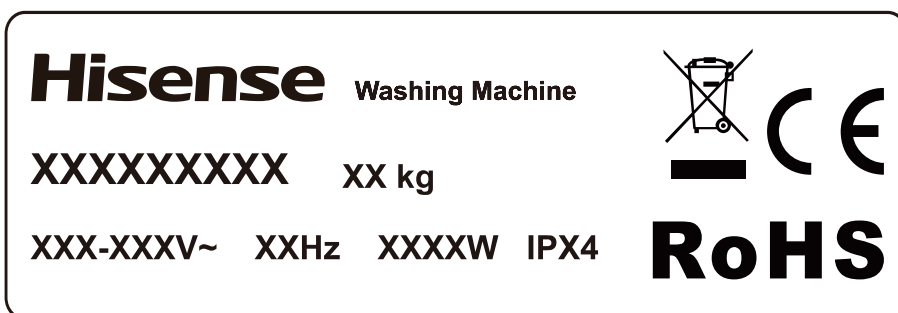 Hisense Washing Machine
XXXXXXXXX XX kg
XXX-XXXV~ XXHz XXXXW IPX4
CE
RoHS